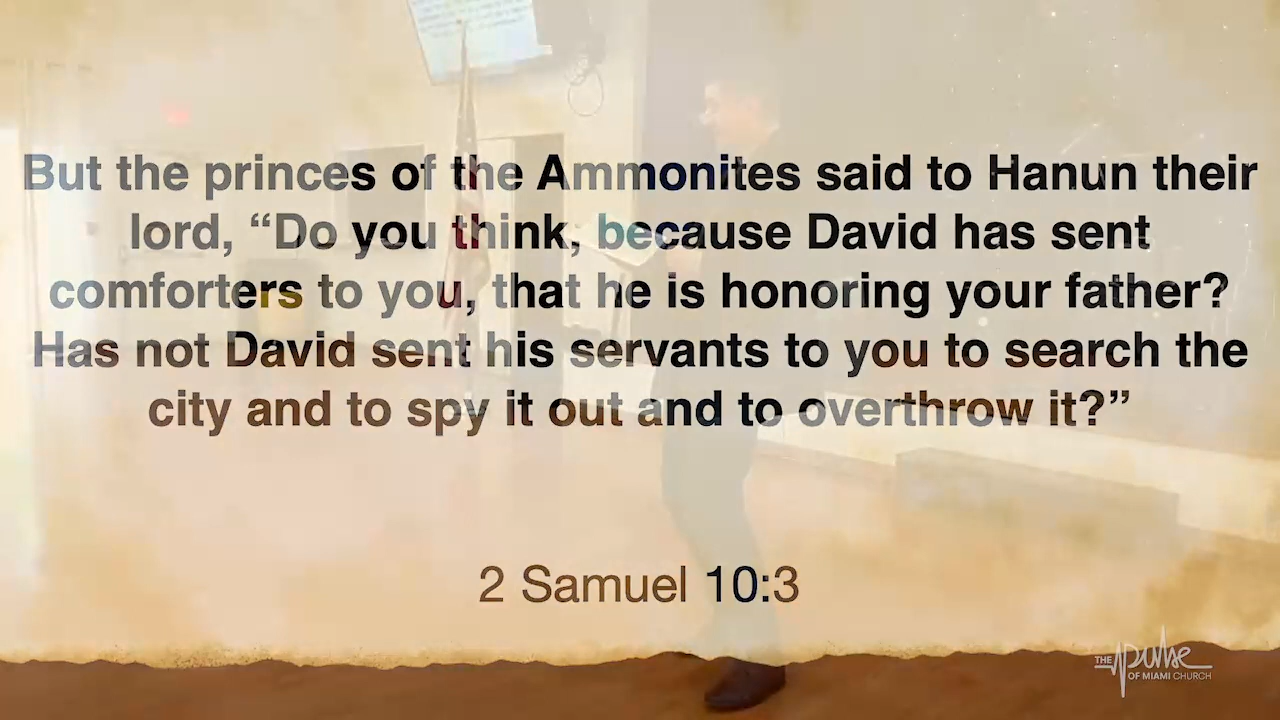 But the princes of the Ammonites said to Hanun their
lord, “Do you think, because David has sent
comforters to you, that he is honoring your father?
Has not David sent his servants to you to search the
city and to spy it out and to overthrow it?”
2 Samuel 10:3
THE pulse
OF MIAMI CHURCH